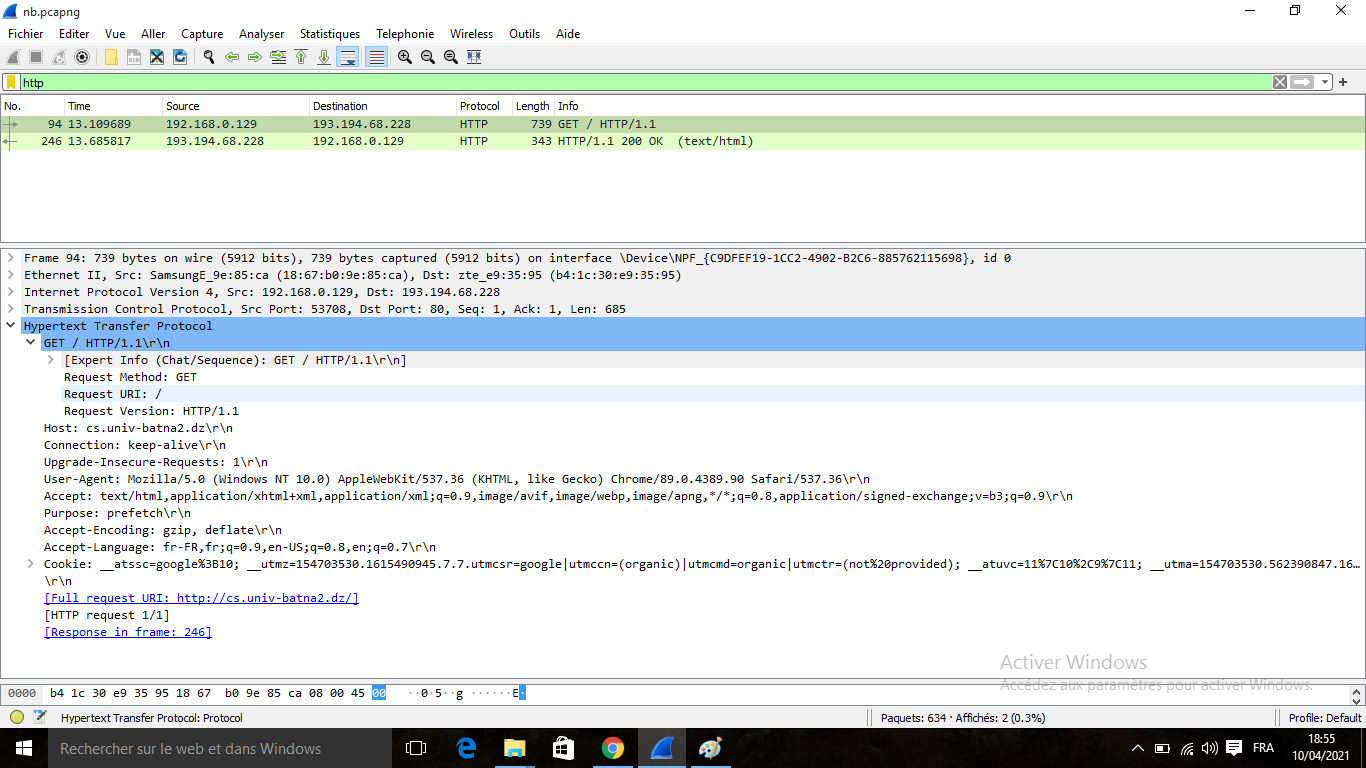 nb.pcapng
Fichier Editer Vue Aller Capture Analyser Statistiques Telephonie Wireless Outils Aide
http
No. Time Source Destination Protocol Length Info
94 13.109689 192.168.0.129 193.194.68.228 HTTP 739 GET / HTTP/1.1
246 13.685817 193.194.68.228 192.168.0.129 HTTP 343 HTTP/1.1 200 OK (text/html)
Frame 94: 739 bytes on wire (5912 bits), 739 bytes captured (5912 bits) on interface \Device\NPF_{C9DFEF19-1CC2-4902-B2C6-885762115698}, id 0
Ethernet II, Src: SamsungE_9e:85:ca (18:67:b0:9e:85:ca), Dst: zte_e9:35:95 (b4:1c:30:e9:35:95)
Internet Protocol Version 4, Src: 192.168.0.129, Dst: 193.194.68.228
Transmission Control Protocol, Src Port: 53708, Dst Port: 80, Seq: 1, Ack: 1, Len: 685
Hypertext Transfer Protocol
GET / HTTP/1.1\r\n
[Expert Info (Chat/Sequence): GET / HTTP/1.1\r\n]
Request Method: GET
Request URI: /
Request Version: HTTP/1.1
Host: cs.univ-batna2.dz\r\n
Connection: keep-alive\r\n
Upgrade-Insecure-Requests: 1\r\n
User-Agent: Mozilla/5.0 (Windows NT 10.0) AppleWebKit/537.36 (KHTML, like Gecko) Chrome/89.0.4389.90 Safari/537.36\r\n
Accept: text/html,application/xhtml+xml,application/xml;q=0.9,image/avif,image/webp,image/apng,*/*;q=0.8,application/signed-exchange;v=b3;q=0.9\r\n
Purpose: prefetch\r\n
Accept-Encoding: gzip, deflate\r\n
Accept-Language: fr-FR,fr;q=0.9,en-US;q=0.8,en;q=0.7\r\n
Cookie: __atssc=google%3B10; __utmz=154703530.1615490945.7.7.utmcsr=google|utmccn=(organic)|utmcmd=organic|utmctr=(not%20provided); __atuvc=11%7C10%2C9%7C11; __utma=154703530.562390847.16…
\r\n
[Full request URI: http://cs.univ-batna2.dz/]
[HTTP request 1/1]
[Response in frame: 246]
Activer Windows
Accédez aux paramètres pour activer Windows.
0000 b4 1c 30 e9 35 95 18 67 b0 9e 85 ca 08 00 45 00 ··0·5··g ······E·
Hypertext Transfer Protocol: Protocol
Paquets: 634 · Affichés: 2 (0.3%)
Profile: Default
Rechercher sur le web et dans Windows
FRA
18:55
10/04/2021